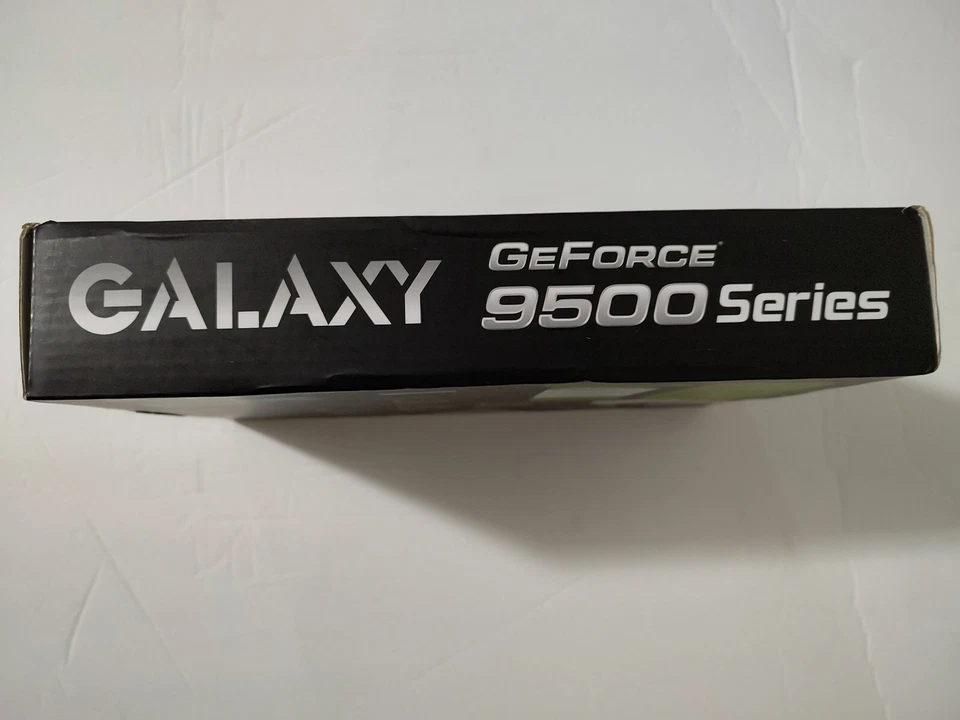 GALAXY
GEFORCE
9500 Series